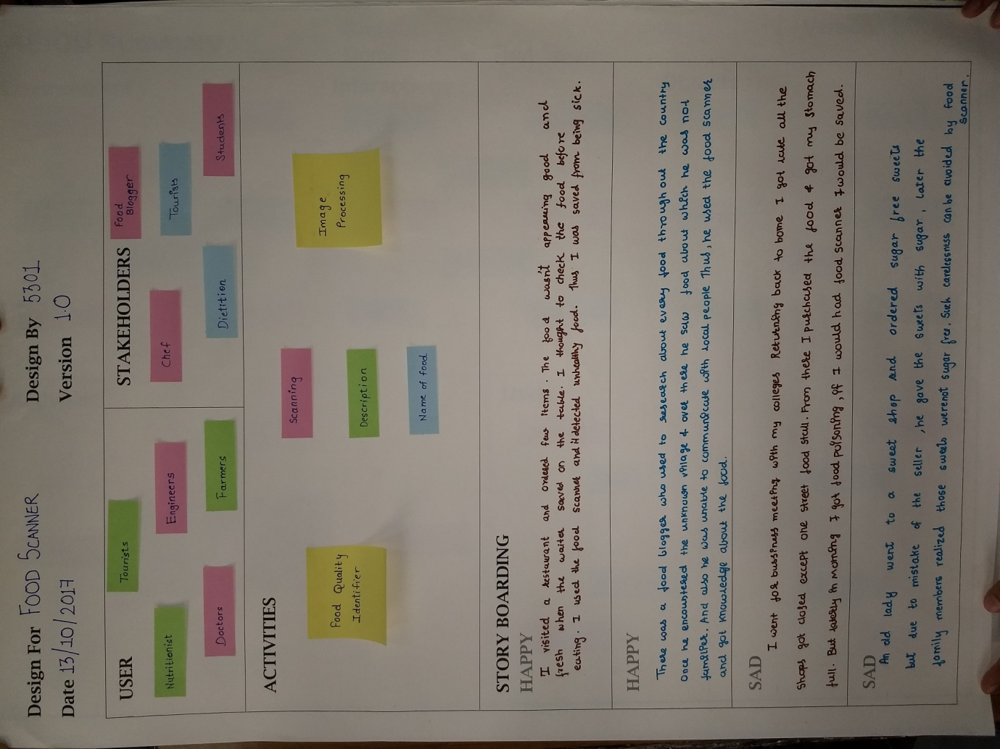 Design For FOOD SCANNER Design By 5301
Date 13/10/2017 Version 1.0
USER
Tourists
Nutritionist
Engineers
Doctors
Farmers
STAKEHOLDERS
Food
Blogger
Chef
Tourists
Dietition
Students
ACTIVITIES
Food Quality
Identifier
Scanning
Description
Name of food
Image
Processing
STORY BOARDING
HAPPY
I visited a restaurant and ordered few items. The food wasn't appearing good and
fresh when the waiter served on the table. I thought to check the food before
eating. I used the food scanner and it detected unhealthy food. Thus I was saved from being sick.
HAPPY
There was a food blogger who used to research about every food through out the country
Once he encountered the unknown village & over there he saw food about which he was not
familier. And also he was unable to communicate with local people Thus, he used the food scanner
and got knowledge about the food.
SAD
I went for bussiness meeting with my colleges Returning back to home I got late all the
shops got closed except one street food stall. From there I purchased the food & got my stomach
full. But lately in morning I got food poisoning, if I would had food scanner I would be saved.
SAD
An old lady went to a sweet shop and ordered sugar free sweets
but due to mistake of the seller, he gave the sweets with sugar, later the
family members realized those sweets werenot sugar free. Such carelessness can be avoided by food
scanner.